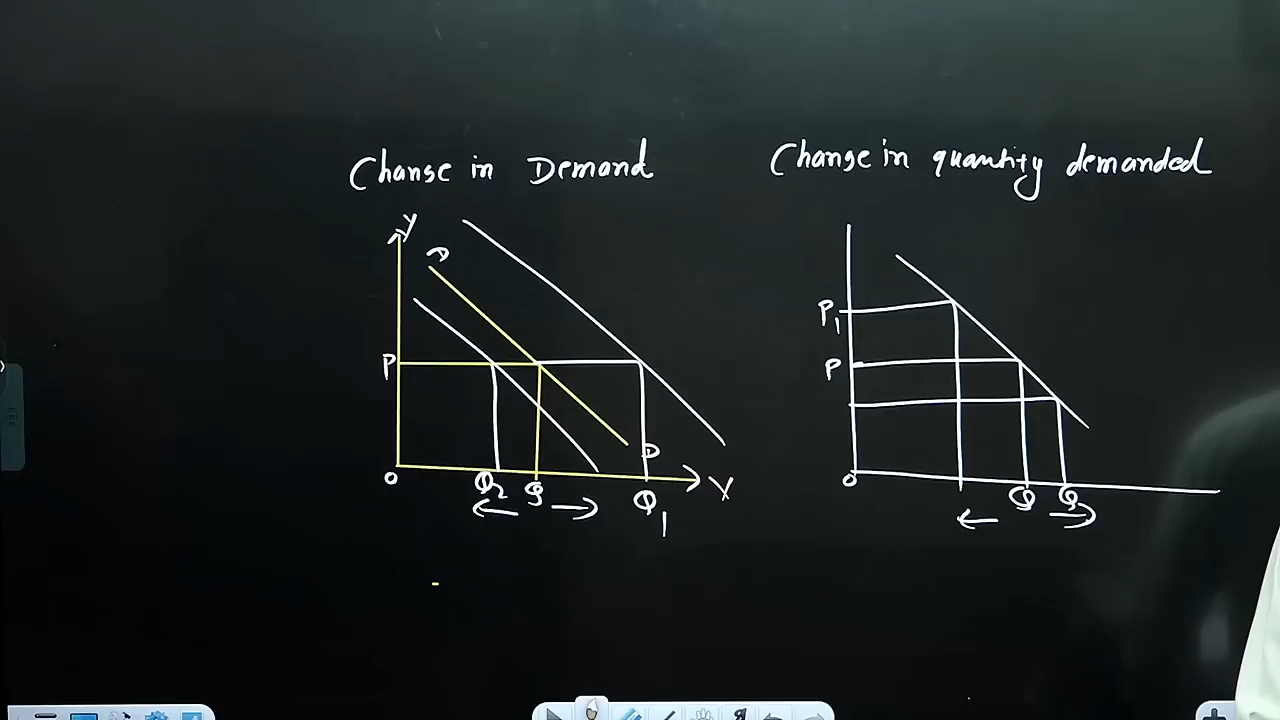 Change in Demand
Change in quantity demanded
Y
D
P
D
O
Q2 Q Q1
X
P1
P
O
Q Q